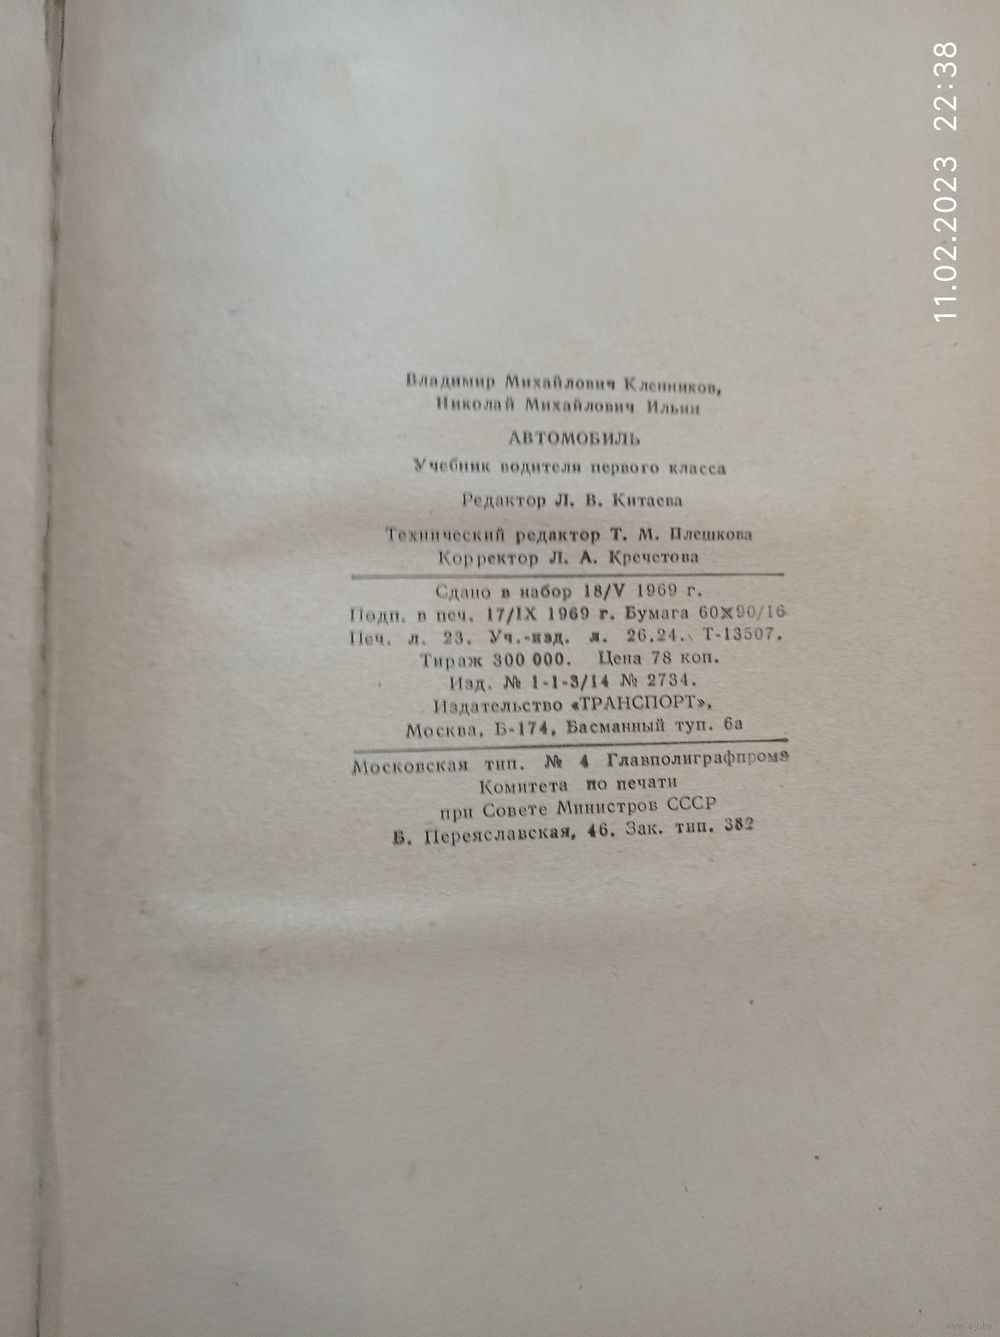 Владимир Михайлович Кленников,
Николай Михайлович Ильин
АВТОМОБИЛЬ
Учебник водителя первого класса
Редактор Л. В. Китаева
Технический редактор Т. М. Плешкова
Корректор Л. А. Кречетова
Сдано в набор 18/V 1969 г.
Подп. в печ. 17/IX 1969 г. Бумага 60×90/16
Печ. л. 23. Уч.-изд. л. 26,24. Т-13507.
Тираж 300 000. Цена 78 коп.
Изд. № 1-1-3/14 № 2734.
Издательство «ТРАНСПОРТ»,
Москва, Б-174, Басманный туп. 6а
Московская тип. № 4 Главполиграфпрома
Комитета по печати
при Совете Министров СССР
Б. Переяславская, 46. Зак. тип. 382
11.02.2023 22:38
www.ay.by